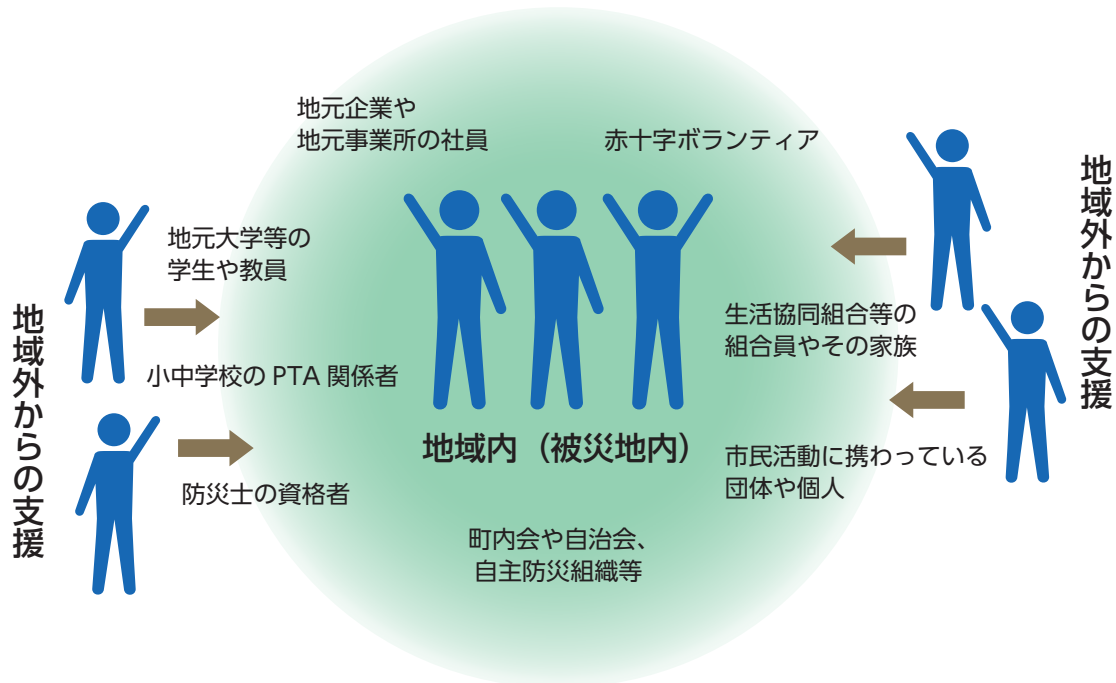 地元企業や
地元事業所の社員
赤十字ボランティア
地域外からの支援
地元大学等の
学生や教員
地域外からの支援
生活協同組合等の
組合員やその家族
小中学校の PTA 関係者
地域内（被災地内）
市民活動に携わっている
団体や個人
防災士の資格者
町内会や自治会、
自主防災組織等